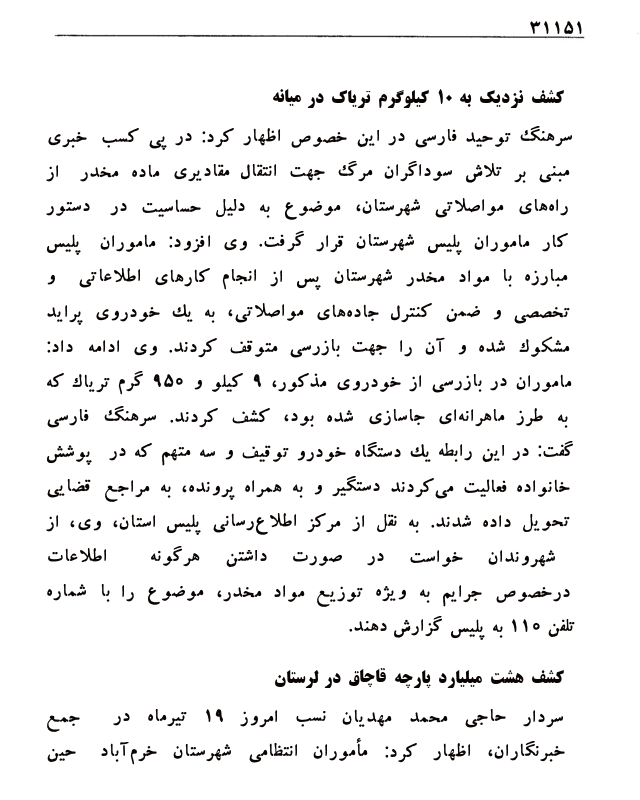 ۳۱۱۵۱
کشف نزدیک به ۱۰ کیلوگرم تریاک در میانه
سرهنگ توحید فارسی در این خصوص اظهار کرد: در پی کسب خبری
مبنی بر تلاش سوداگران مرگ جهت انتقال مقادیری ماده مخدر از
راه‌های مواصلاتی شهرستان، موضوع به دلیل حساسیت در دستور
کار ماموران پلیس شهرستان قرار گرفت. وی افزود: ماموران پلیس
مبارزه با مواد مخدر شهرستان پس از انجام کارهای اطلاعاتی و
تخصصی و ضمن کنترل جاده‌های مواصلاتی، به یك خودروی پراید
مشکوك شده و آن را جهت بازرسی متوقف کردند. وی ادامه داد:
ماموران در بازرسی از خودروی مذکور، ۹ کیلو و ۹۵۰ گرم تریاك که
به طرز ماهرانه‌ای جاسازی شده بود، کشف کردند. سرهنگ فارسی
گفت: در این رابطه یك دستگاه خودرو توقیف و سه متهم که در پوشش
خانواده فعالیت می‌کردند دستگیر و به همراه پرونده، به مراجع قضایی
تحویل داده شدند. به نقل از مرکز اطلاع‌رسانی پلیس استان، وی، از
شهروندان خواست در صورت داشتن هرگونه اطلاعات
درخصوص جرایم به ویژه توزیع مواد مخدر، موضوع را با شماره
تلفن ۱۱۰ به پلیس گزارش دهند.
کشف هشت میلیارد پارچه قاچاق در لرستان
سردار حاجی محمد مهدیان نسب امروز ۱۹ تیرماه در جمع
خبرنگاران، اظهار کرد: مأموران انتظامی شهرستان خرم‌آباد حین